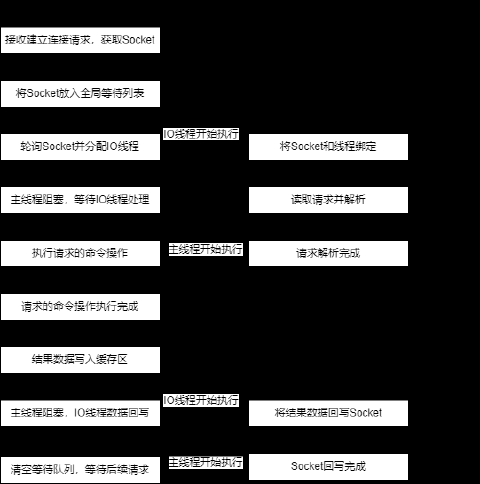 接收建立连接请求，获取Socket
将Socket放入全局等待列表
轮询Socket并分配IO线程
IO线程开始执行
将Socket和线程绑定
主线程阻塞，等待IO线程处理
读取请求并解析
执行请求的命令操作
主线程开始执行
请求解析完成
请求的命令操作执行完成
结果数据写入缓存区
主线程阻塞，IO线程数据回写
IO线程开始执行
将结果数据回写Socket
清空等待队列，等待后续请求
主线程开始执行
Socket回写完成